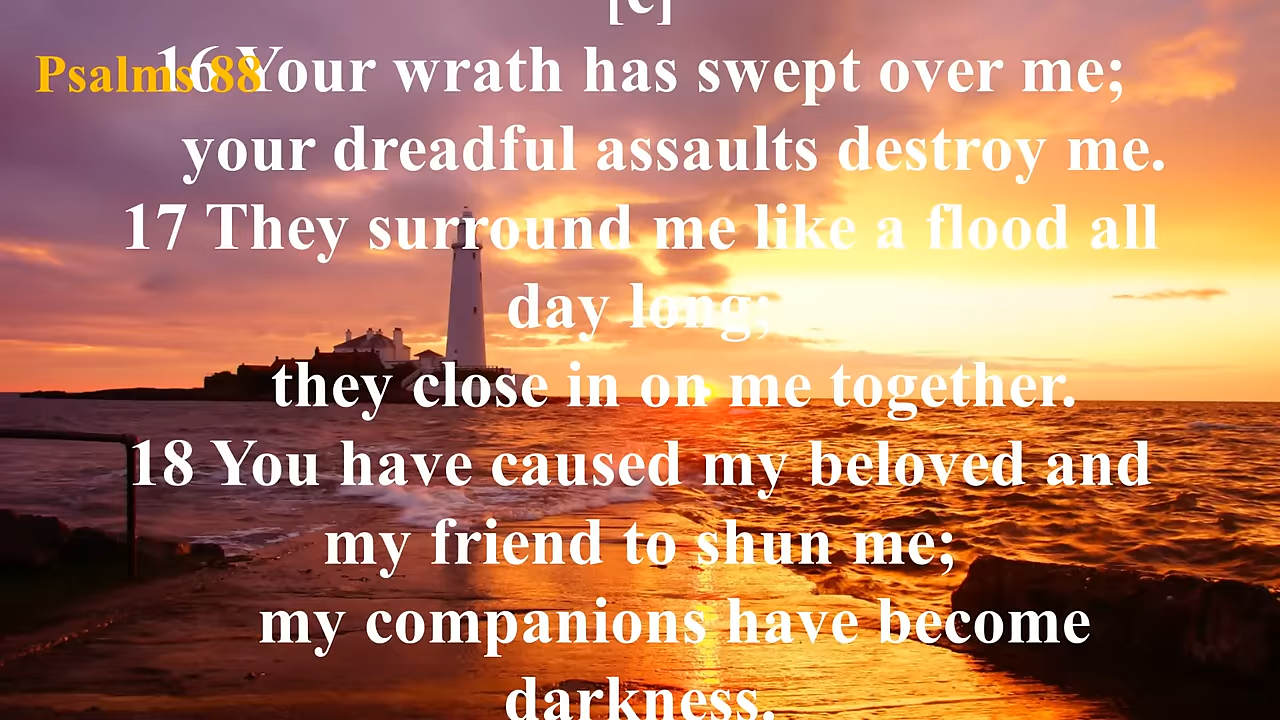 [c]
Psalms 88
16 Your wrath has swept over me;
your dreadful assaults destroy me.
17 They surround me like a flood all
day long;
they close in on me together.
18 You have caused my beloved and
my friend to shun me;
my companions have become
darkness.